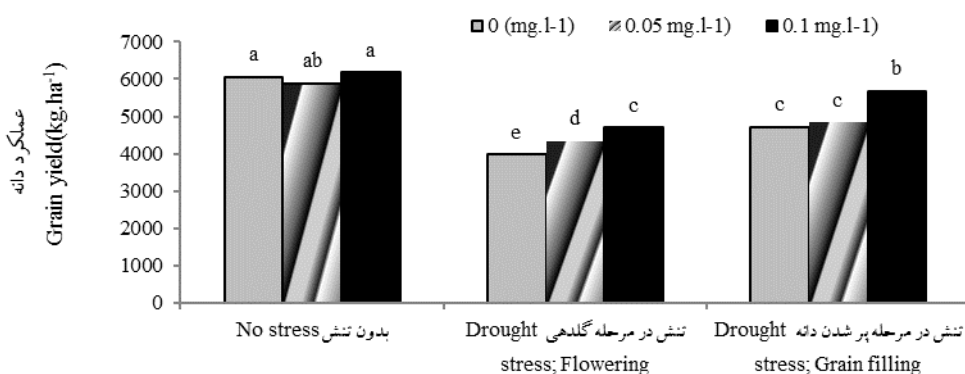 0 (mg.l-1) 0.05 mg.l-1) 0.1 mg.l-1)
عملکرد دانه
Grain yield(kg.ha-1)
7000
6000
5000
4000
3000
2000
1000
0
a ab a
e d c
c c b
No stress بدون تنش
Drought تنش در مرحله گلدهی
stress; Flowering
Drought تنش در مرحله پر شدن دانه
stress; Grain filling